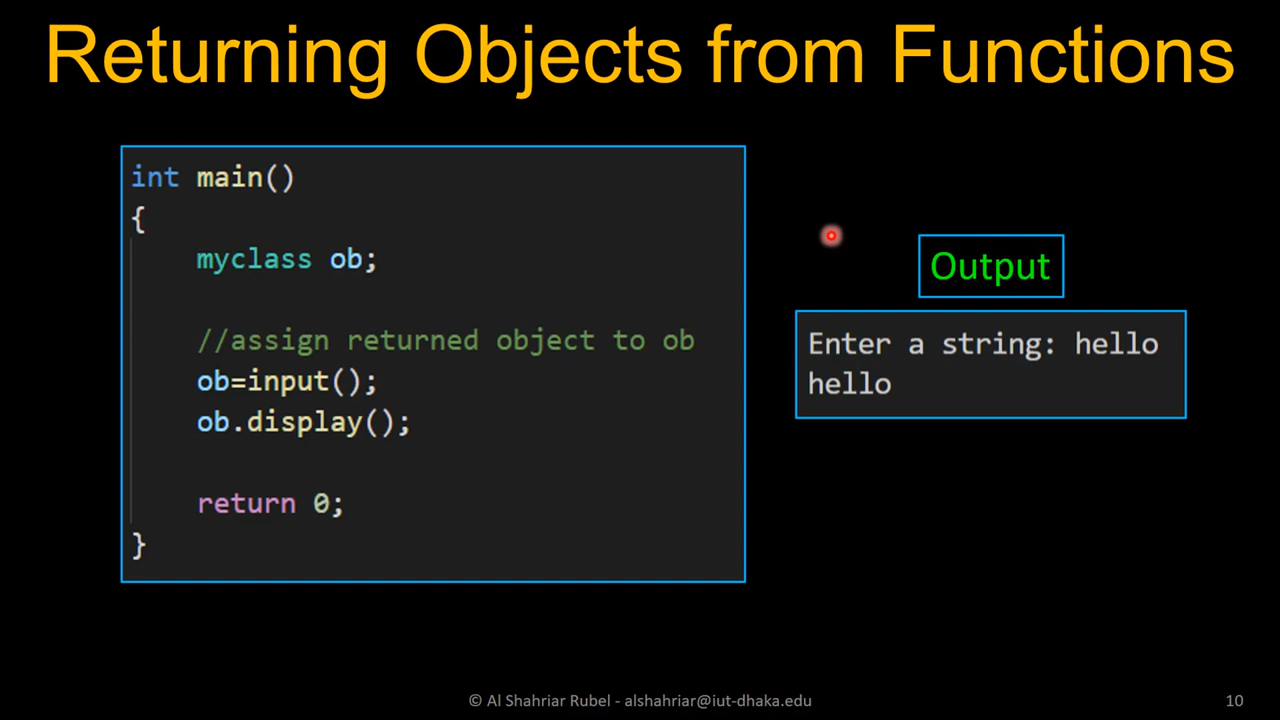 Returning Objects from Functions
int main()
{
myclass ob;
//assign returned object to ob
ob=input();
ob.display();
return 0;
}
Output
Enter a string: hello
hello
© Al Shahriar Rubel - alshahriar@iut-dhaka.edu
10